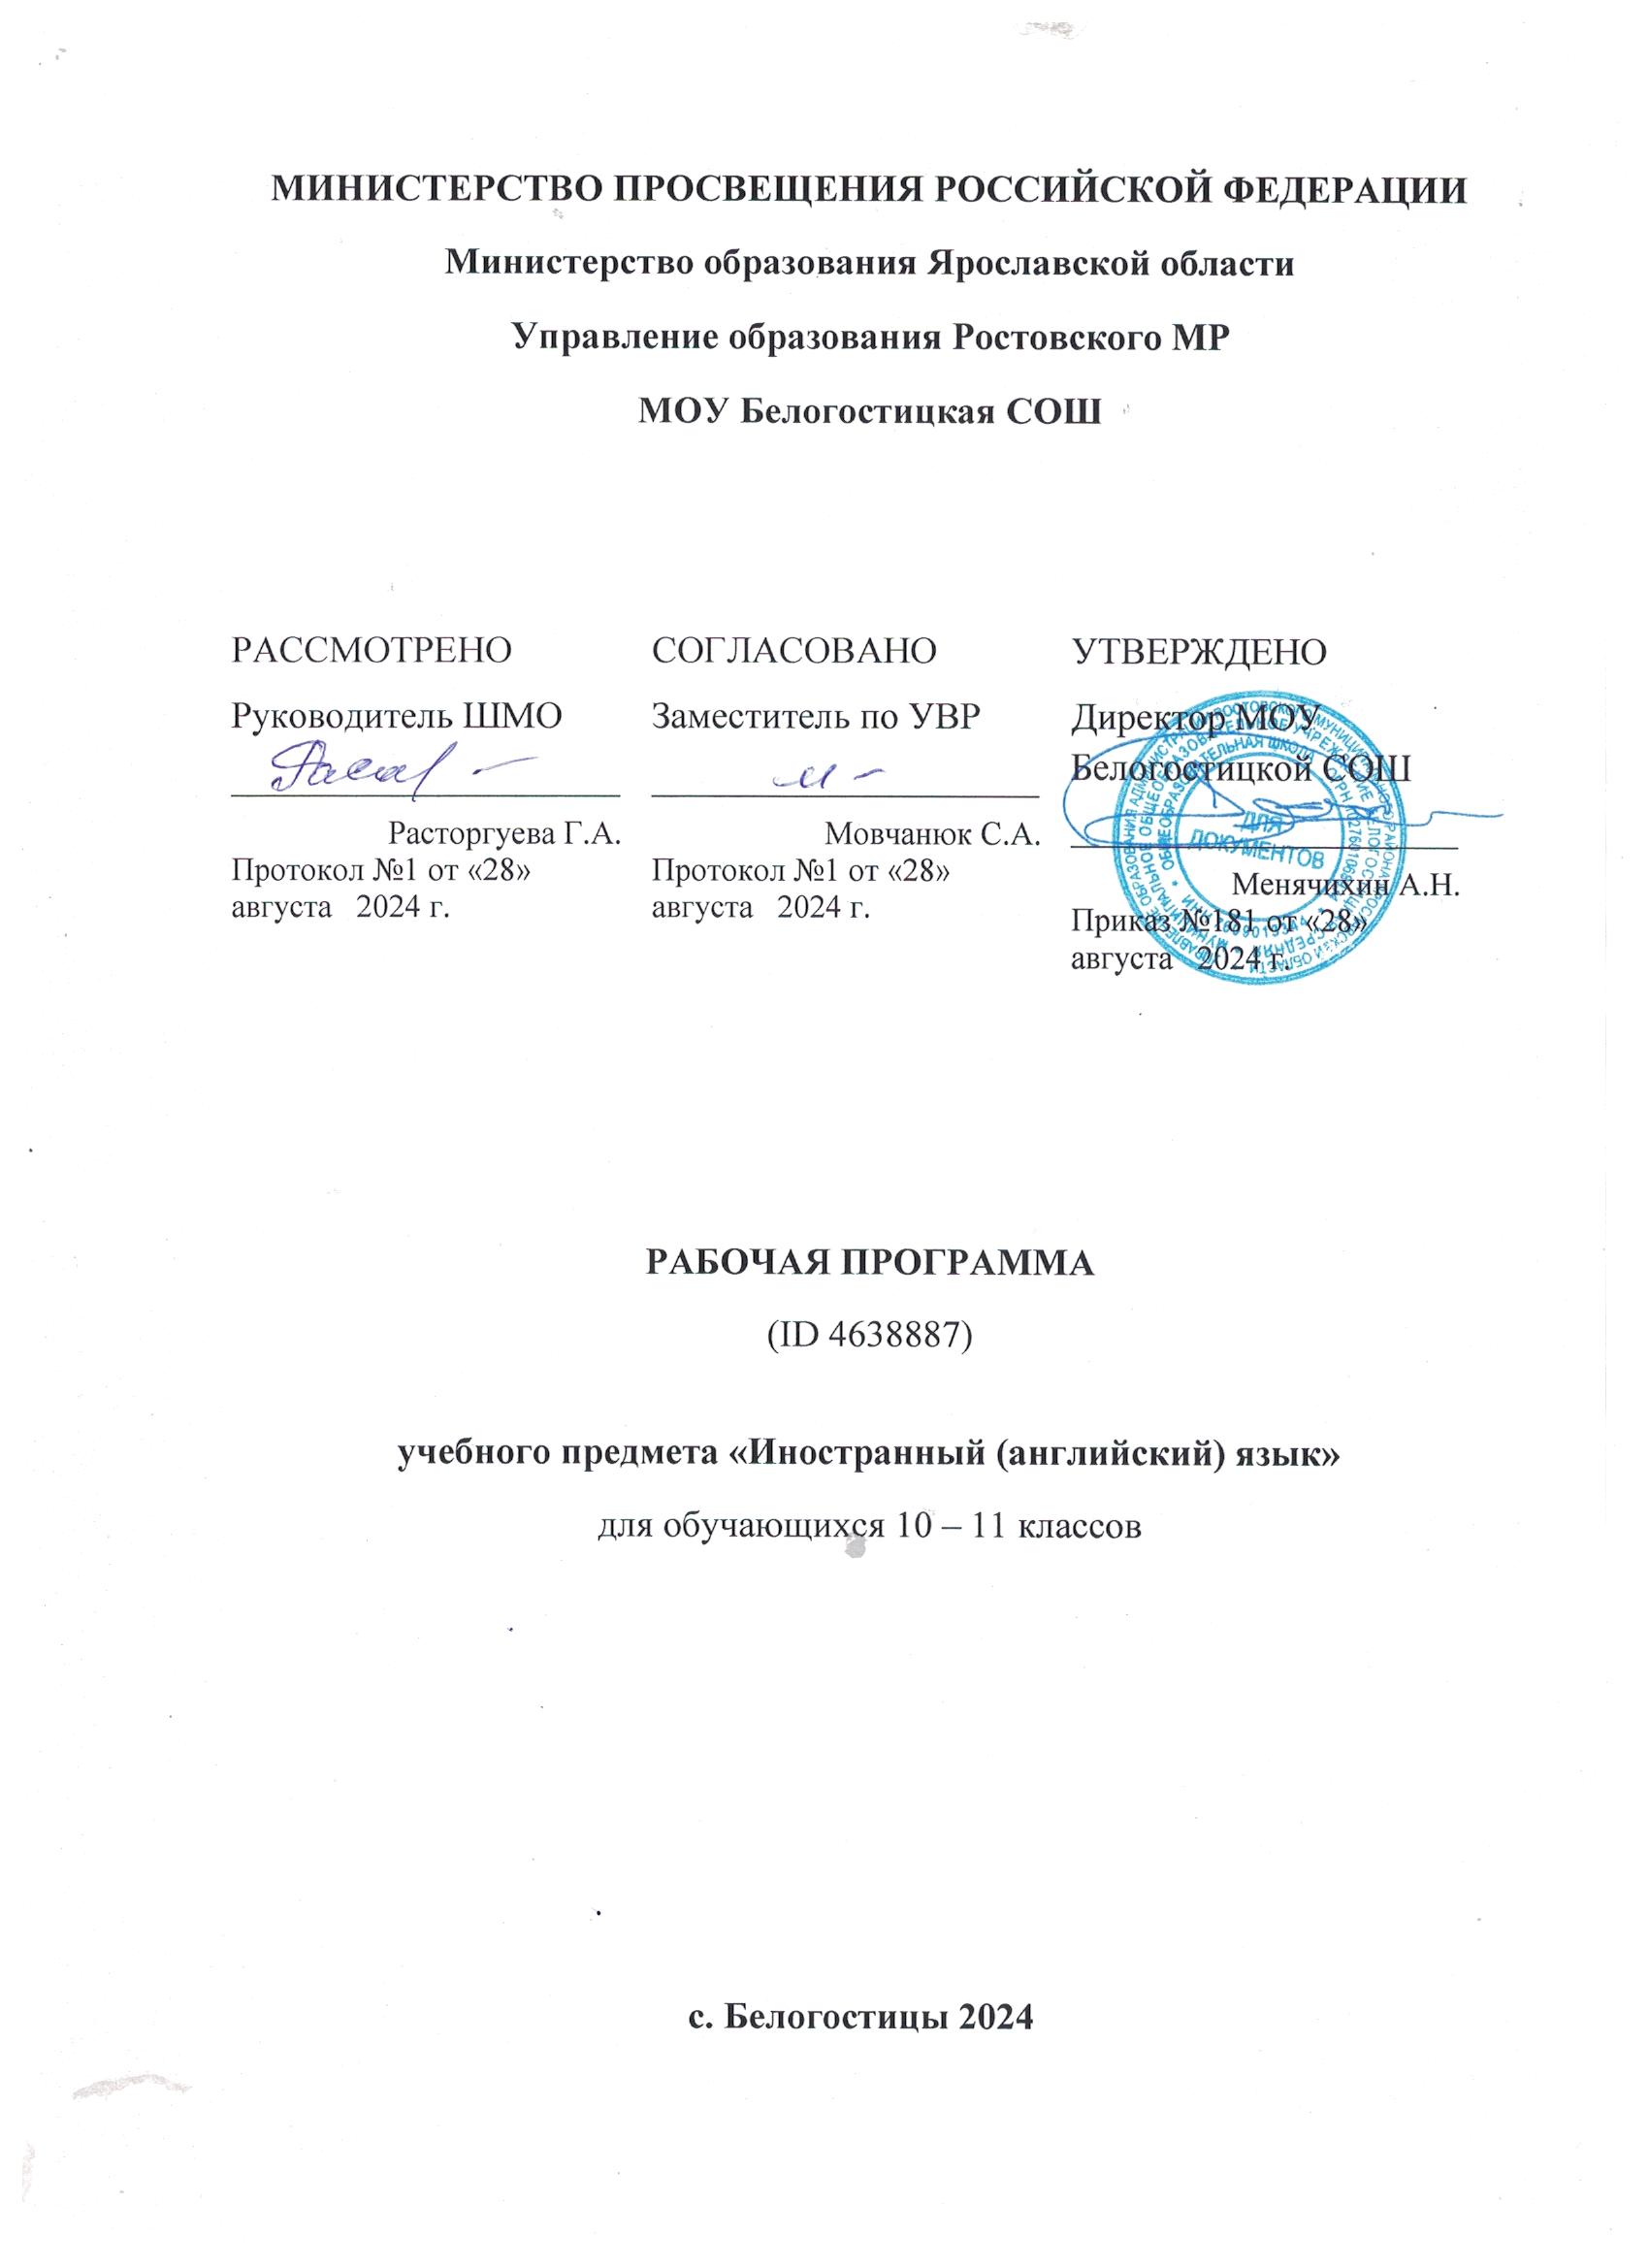 МИНИСТЕРСТВО ПРОСВЕЩЕНИЯ РОССИЙСКОЙ ФЕДЕРАЦИИ
Министерство образования Ярославской области
Управление образования Ростовского МР
МОУ Белогостицкая СОШ
РАССМОТРЕНО
Руководитель ШМО
Расторгуева Г.А.
Протокол №1 от «28»
августа 2024 г.
СОГЛАСОВАНО
Заместитель по УВР
Мовчанюк С.А.
Протокол №1 от «28»
августа 2024 г.
УТВЕРЖДЕНО
Директор МОУ
Белогостицкой СОШ
Менячихин А.Н.
Приказ №181 от «28»
августа 2024 г.
ДЛЯ
ДОКУМЕНТОВ
РАБОЧАЯ ПРОГРАММА
(ID 4638887)
учебного предмета «Иностранный (английский) язык»
для обучающихся 10 – 11 классов
с. Белогостицы 2024